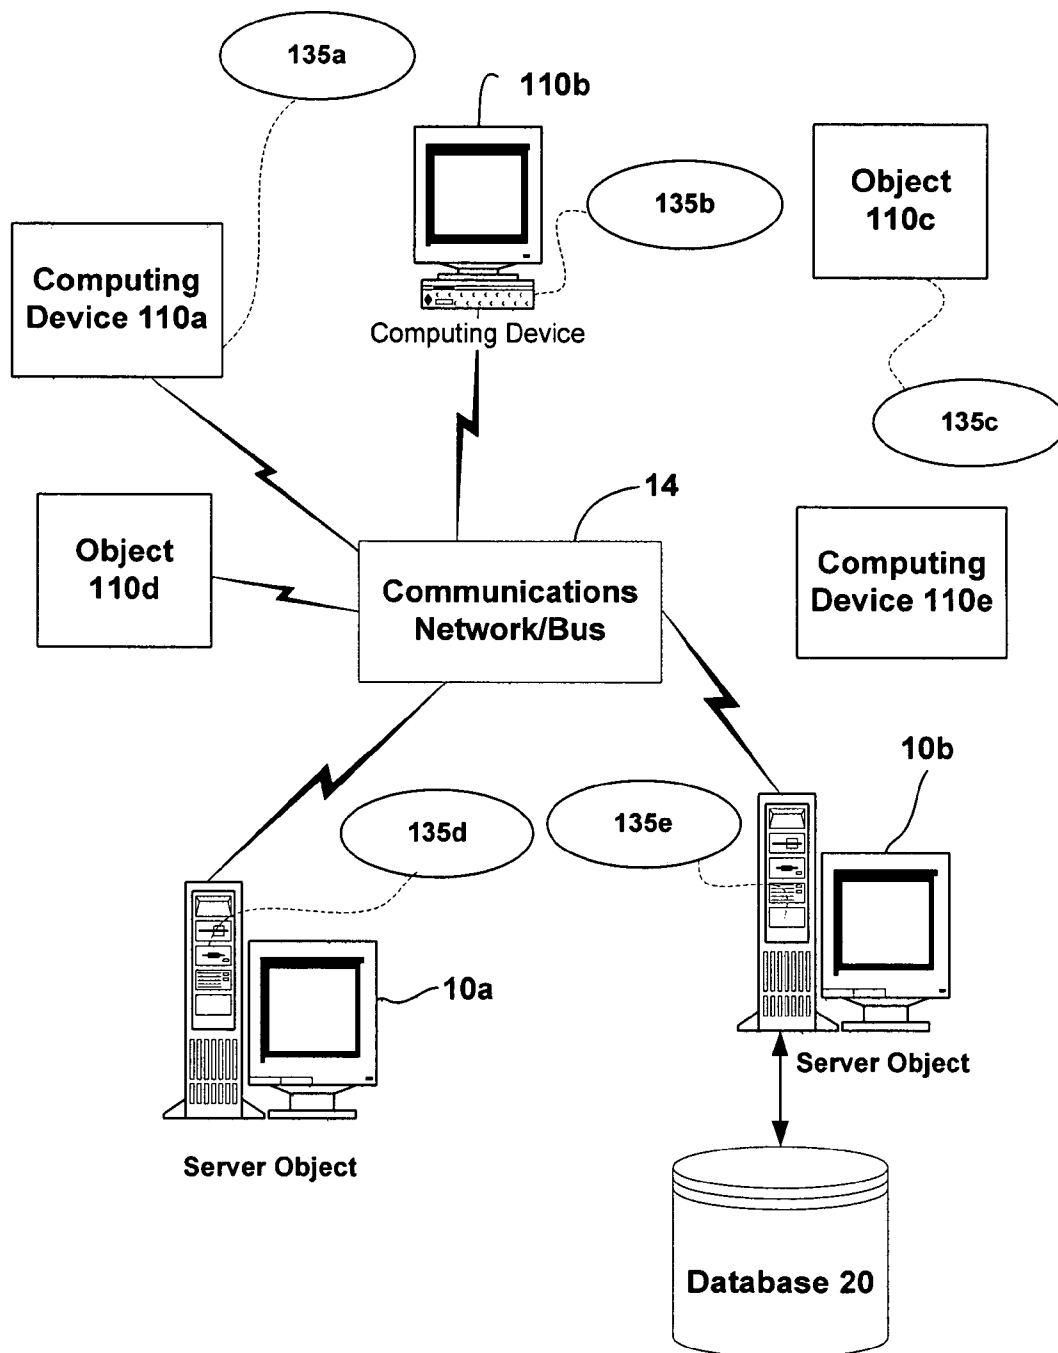 135a
110b
Object
110c
135b
Computing
Device 110a
Computing Device
135c
14
Object
110d
Communications
Network/Bus
Computing
Device 110e
10b
135d
135e
10a
Server Object
Server Object
Database 20